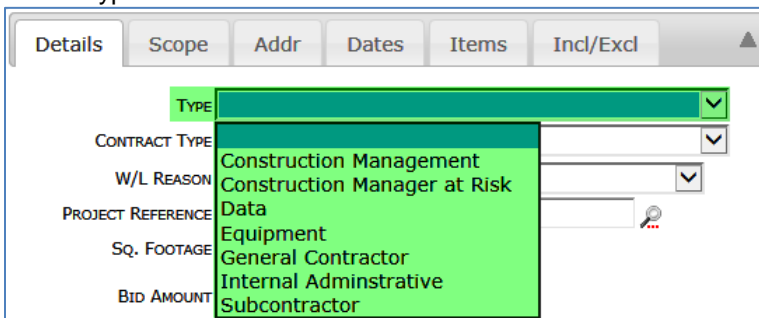 Details Scope Addr Dates Items Incl/Excl
TYPE
CONTRACT TYPE
Construction Management
W/L REASON Construction Manager at Risk
PROJECT REFERENCE Data
Equipment
SQ. FOOTAGE General Contractor
Internal Adminstrative
BID AMOUNT Subcontractor